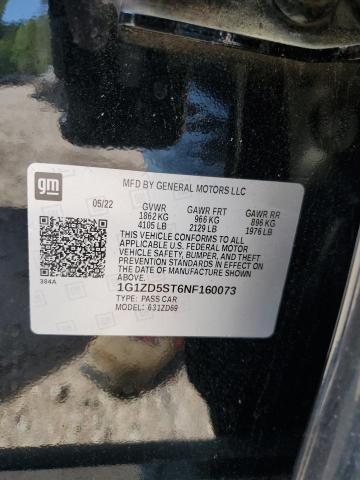 gm
MFD BY GENERAL MOTORS LLC
05/22 GVWR GAWR FRT GAWR RR
1862 KG 966 KG 896 KG
4105 LB 2129 LB 1976 LB
THIS VEHICLE CONFORMS TO ALL
APPLICABLE U.S. FEDERAL MOTOR
VEHICLE SAFETY, BUMPER, AND THEFT
PREVENTION STANDARDS IN EFFECT ON
THE DATE OF MANUFACTURE SHOWN
ABOVE.
384A
1G1ZD5ST6NF160073
TYPE: PASS CAR
MODEL: 631ZD69